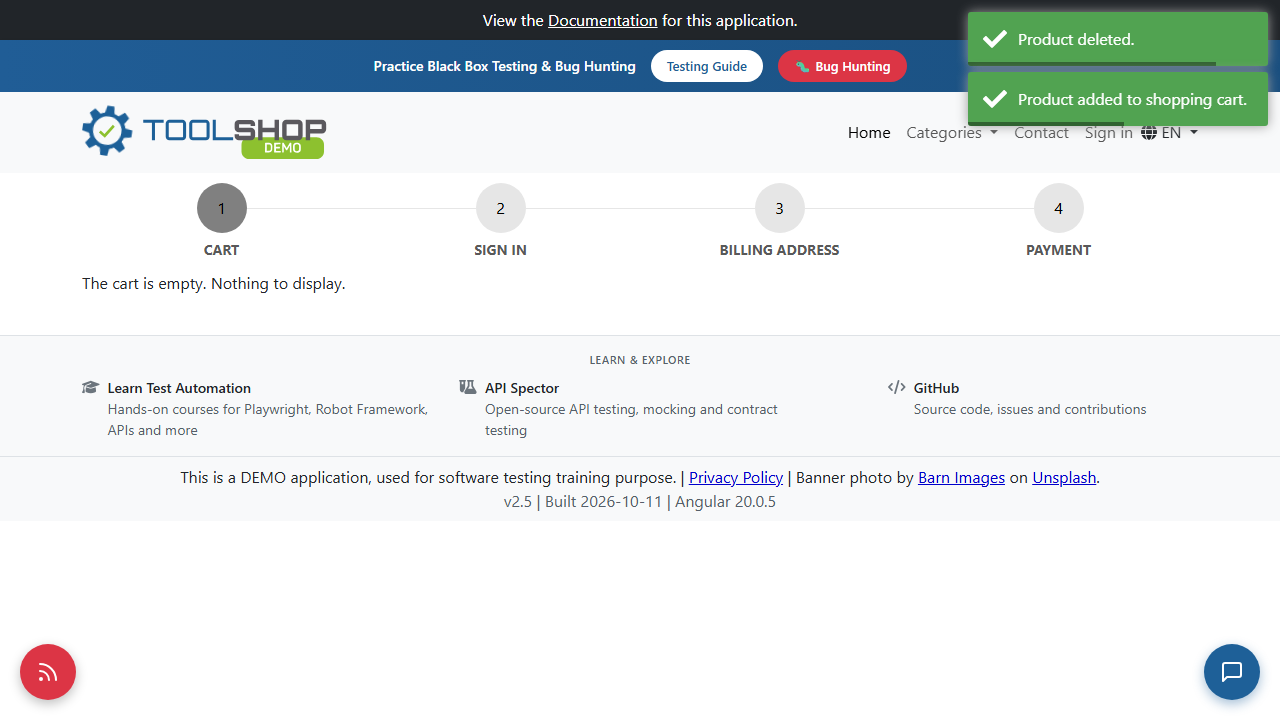 View the Documentation for this application.
Product deleted.
Practice Black Box Testing & Bug Hunting Testing Guide Bug Hunting
Product added to shopping cart.
TOOLSHOP
DEMO
Home Categories Contact Sign in EN
1 2 3 4
CART SIGN IN BILLING ADDRESS PAYMENT
The cart is empty. Nothing to display.
LEARN & EXPLORE
Learn Test Automation
Hands-on courses for Playwright, Robot Framework,
APIs and more
API Spector
Open-source API testing, mocking and contract
testing
GitHub
Source code, issues and contributions
This is a DEMO application, used for software testing training purpose. | Privacy Policy | Banner photo by Barn Images on Unsplash.
v2.5 | Built 2026-10-11 | Angular 20.0.5